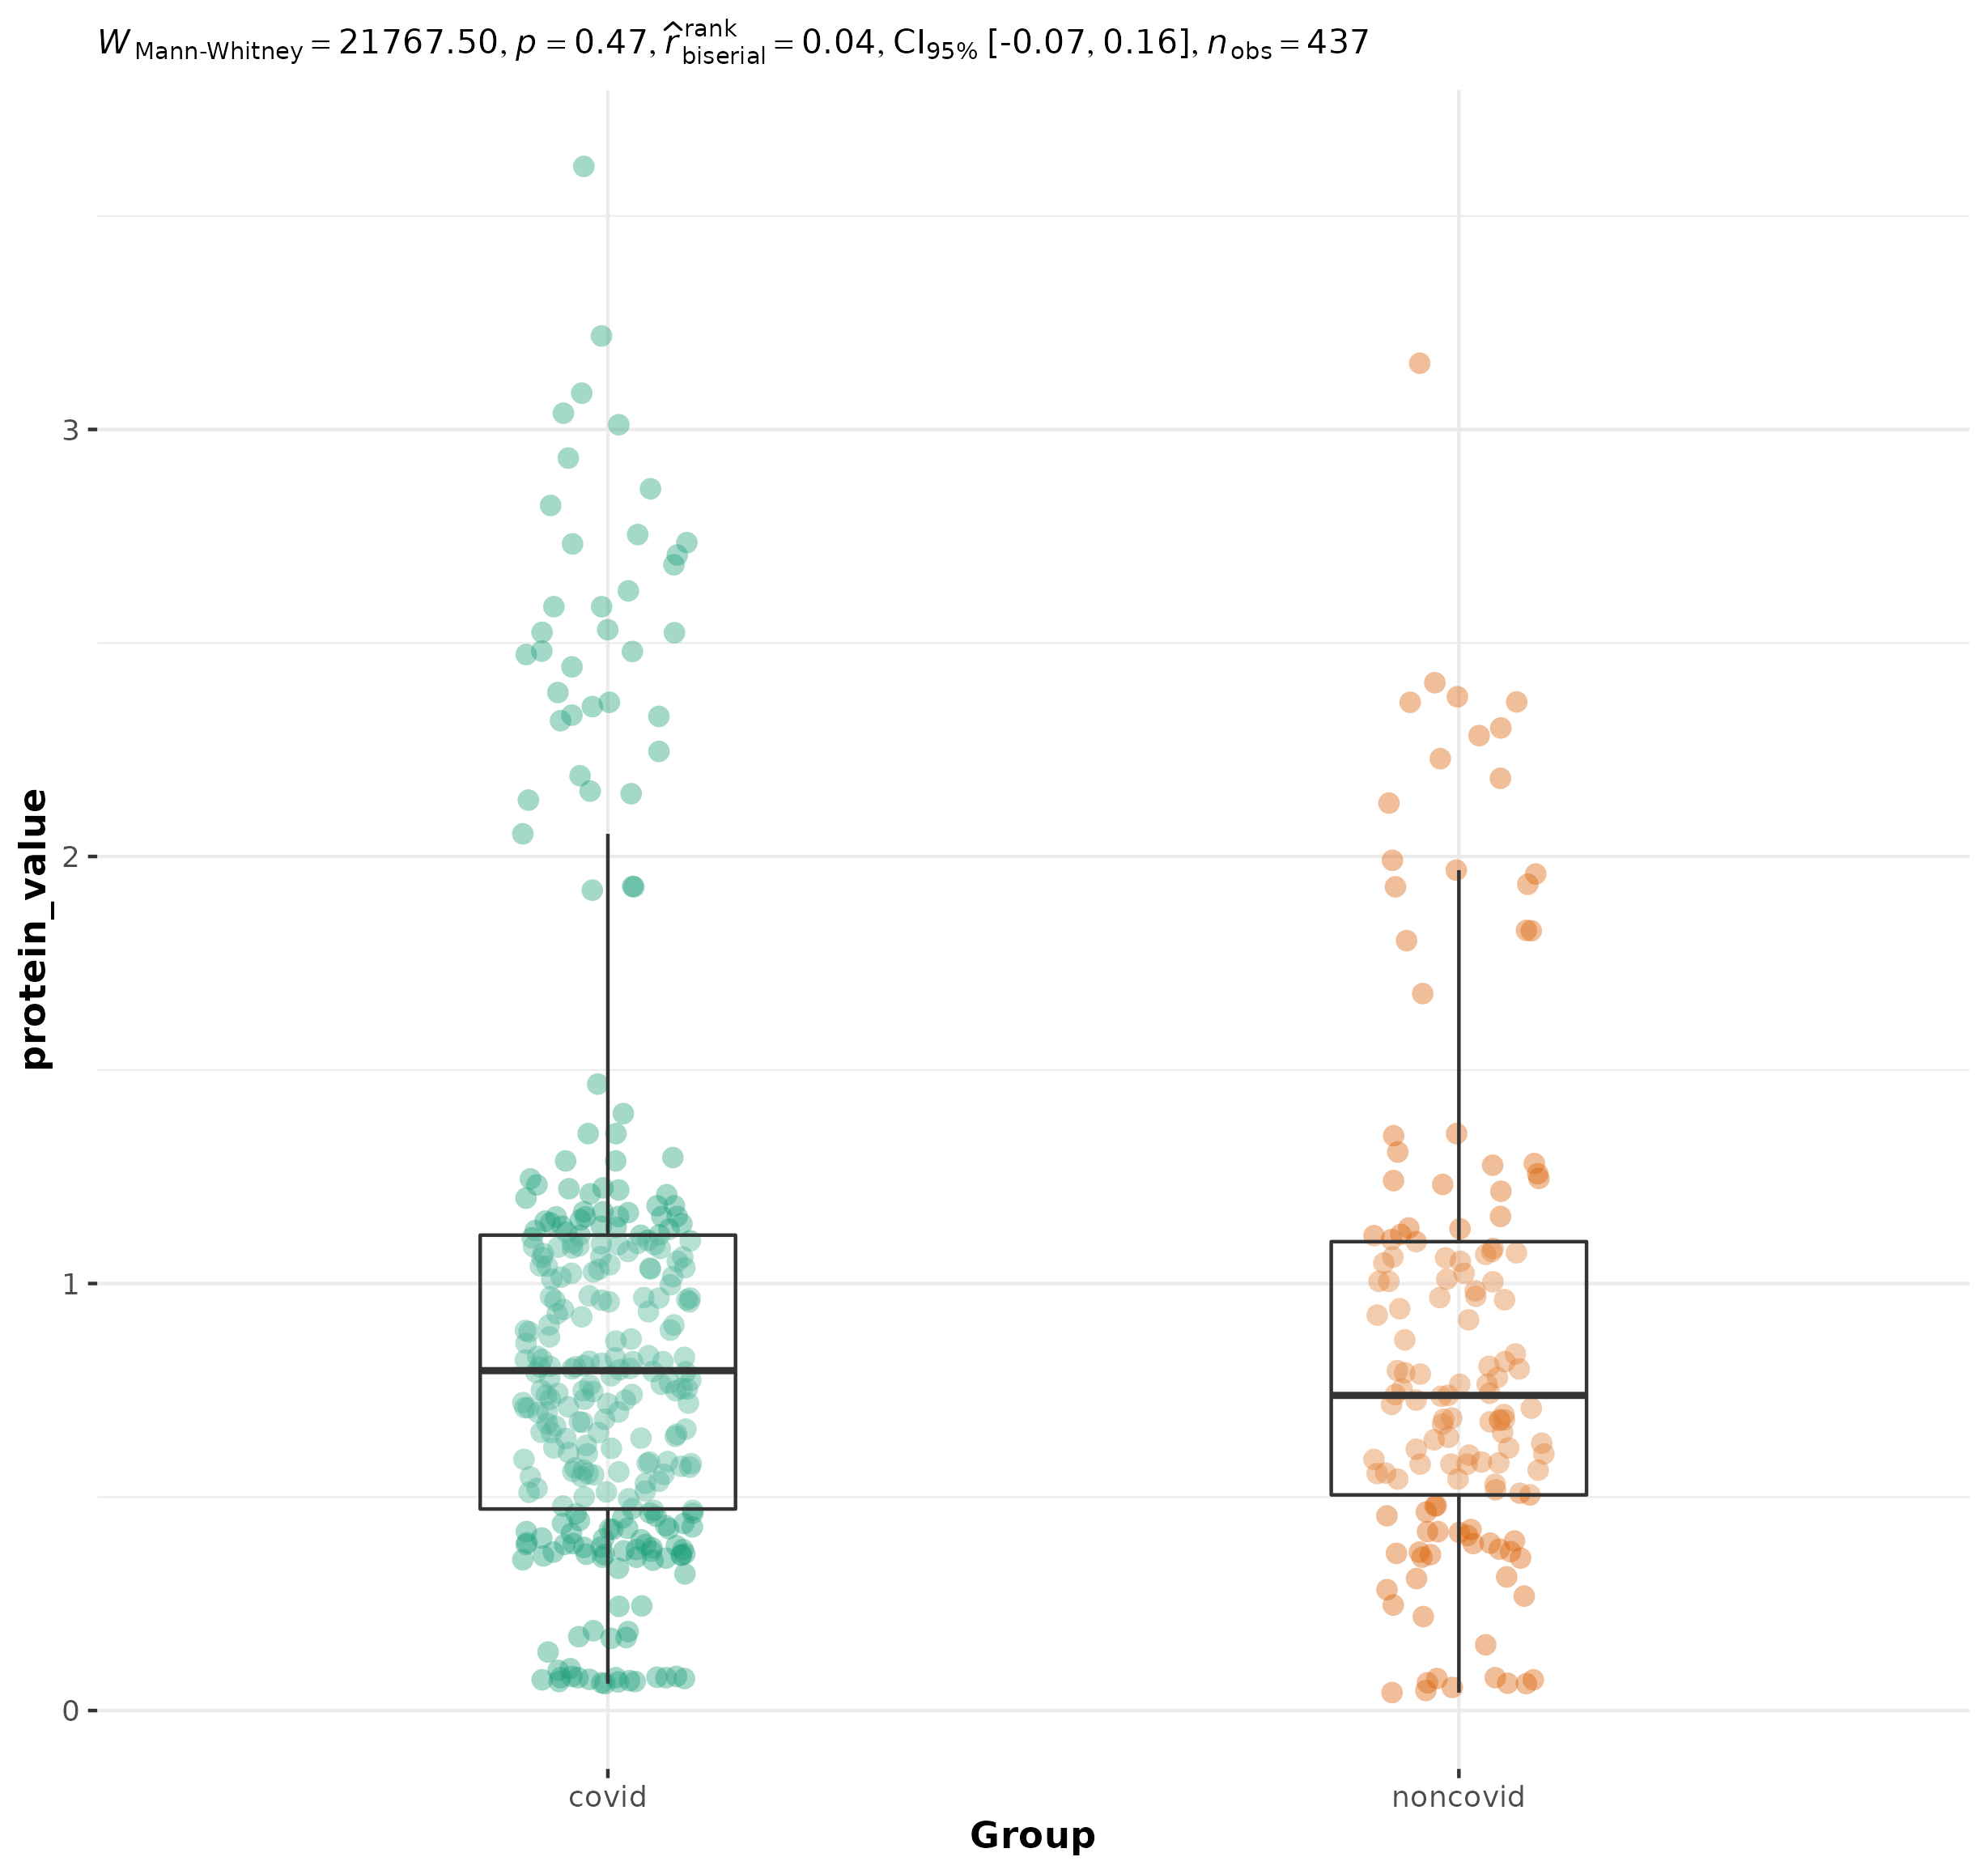 W Mann-Whitney = 21767.50, p = 0.47, r̂ rank biserial = 0.04, CI95% [-0.07, 0.16], n obs = 437
protein_value
3
2
1
0
covid noncovid
Group